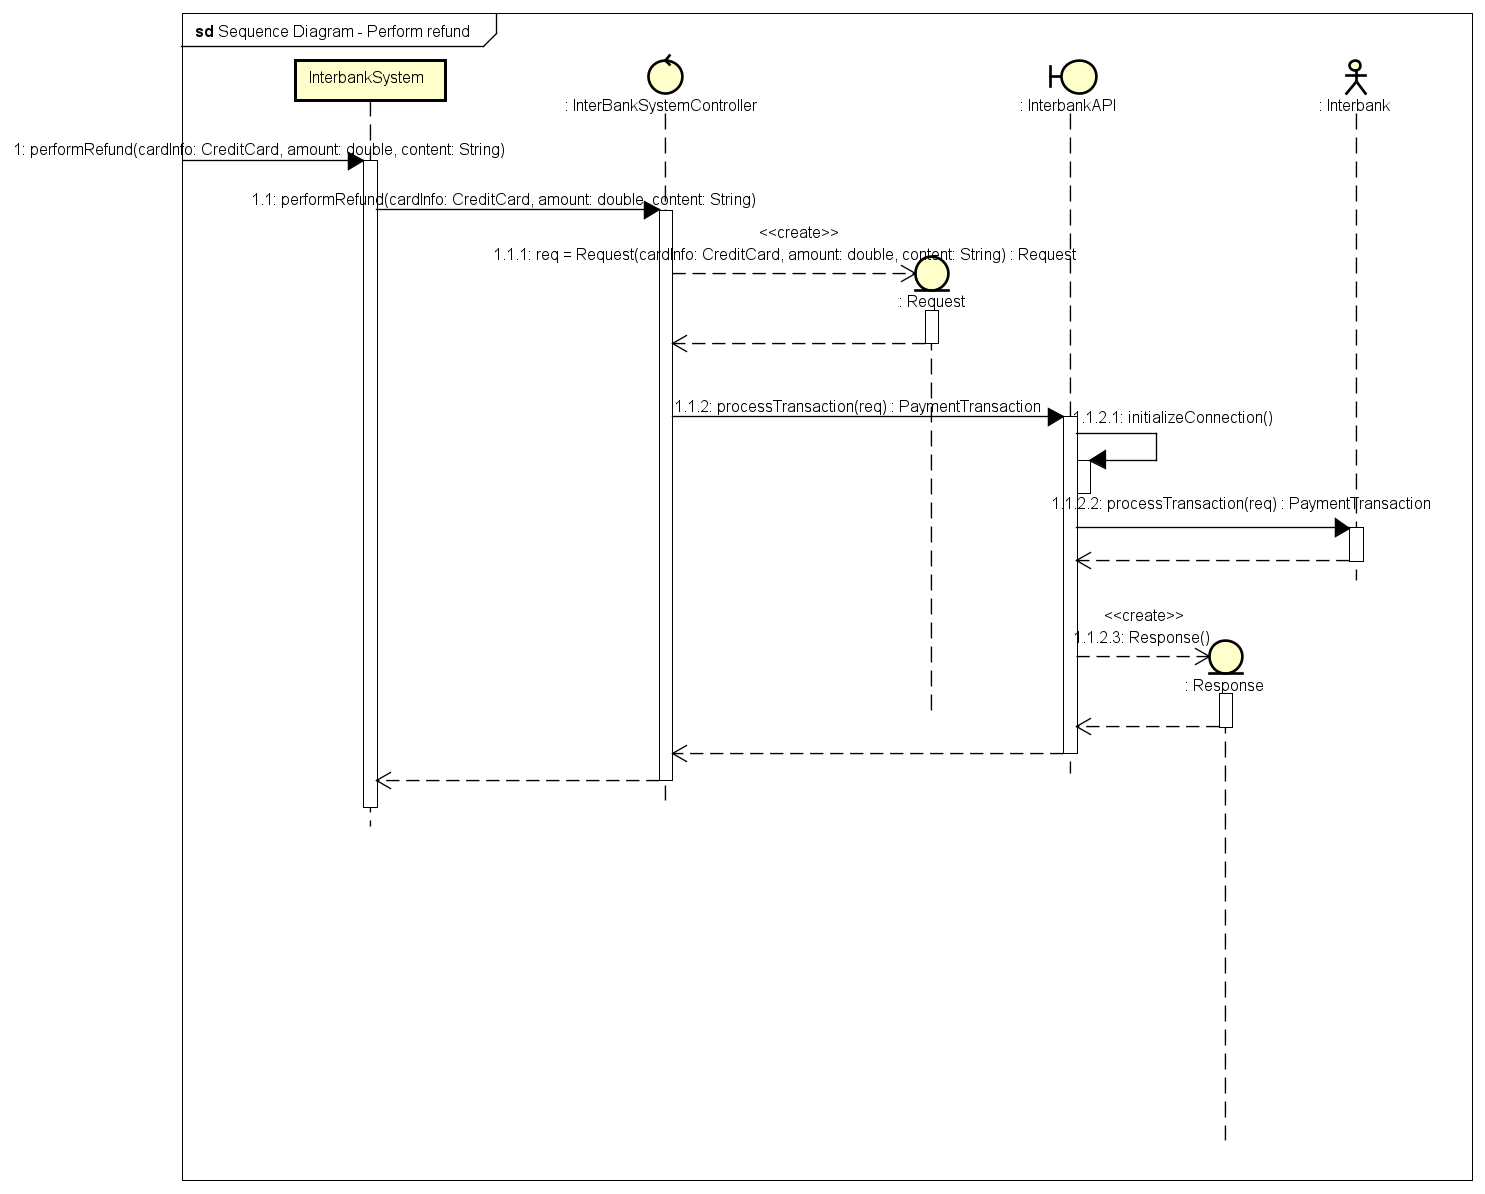 sd Sequence Diagram - Perform refund
InterbankSystem
: InterBankSystemController
: InterbankAPI
: Interbank
1: performRefund(cardInfo: CreditCard, amount: double, content: String)
1.1: performRefund(cardInfo: CreditCard, amount: double, content: String)
<<create>>
1.1.1: req = Request(cardInfo: CreditCard, amount: double, content: String) : Request
: Request
1.1.2: processTransaction(req) : PaymentTransaction
1.1.2.1: initializeConnection()
1.1.2.2: processTransaction(req) : PaymentTransaction
<<create>>
1.1.2.3: Response()
: Response